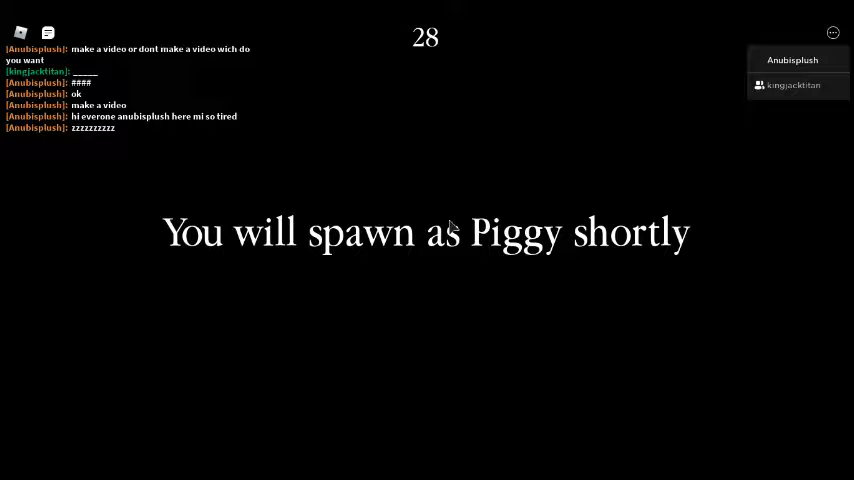 28
[Anubisplush]: make a video or dont make a video wich do
you want
[kingjacktitan]: _____
[Anubisplush]: ####
[Anubisplush]: ok
[Anubisplush]: make a video
[Anubisplush]: hi everone anubisplush here mi so tired
[Anubisplush]: zzzzzzzzzz
Anubisplush
kingjacktitan
You will spawn as Piggy shortly